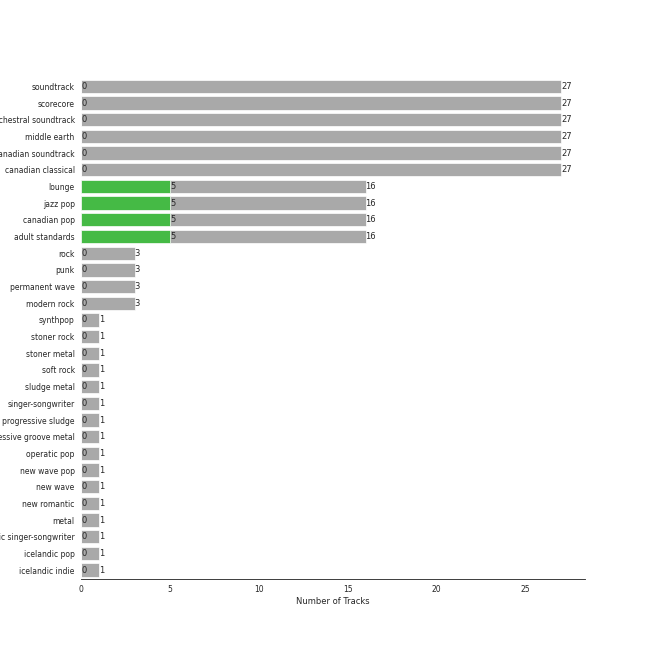 soundtrack 0 27
scorecore 0 27
chestral soundtrack 0 27
middle earth 0 27
anadian soundtrack 0 27
canadian classical 0 27
lounge 5 16
jazz pop 5 16
canadian pop 5 16
adult standards 5 16
rock 0 3
punk 0 3
permanent wave 0 3
modern rock 0 3
synthpop 0 1
stoner rock 0 1
stoner metal 0 1
soft rock 0 1
sludge metal 0 1
singer-songwriter 0 1
progressive sludge 0 1
essive groove metal 0 1
operatic pop 0 1
new wave pop 0 1
new wave 0 1
new romantic 0 1
metal 0 1
ic singer-songwriter 0 1
icelandic pop 0 1
icelandic indie 0 1
0 5 10 15 20 25
Number of Tracks